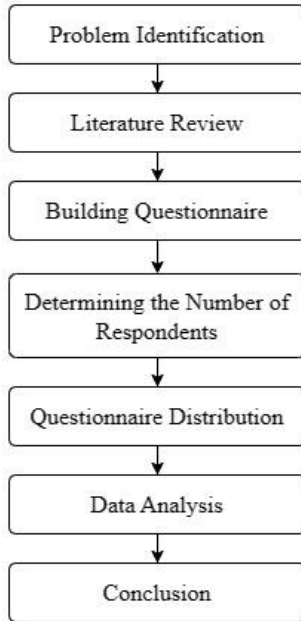 Problem Identification
Literature Review
Building Questionnaire
Determining the Number of
Respondents
Questionnaire Distribution
Data Analysis
Conclusion